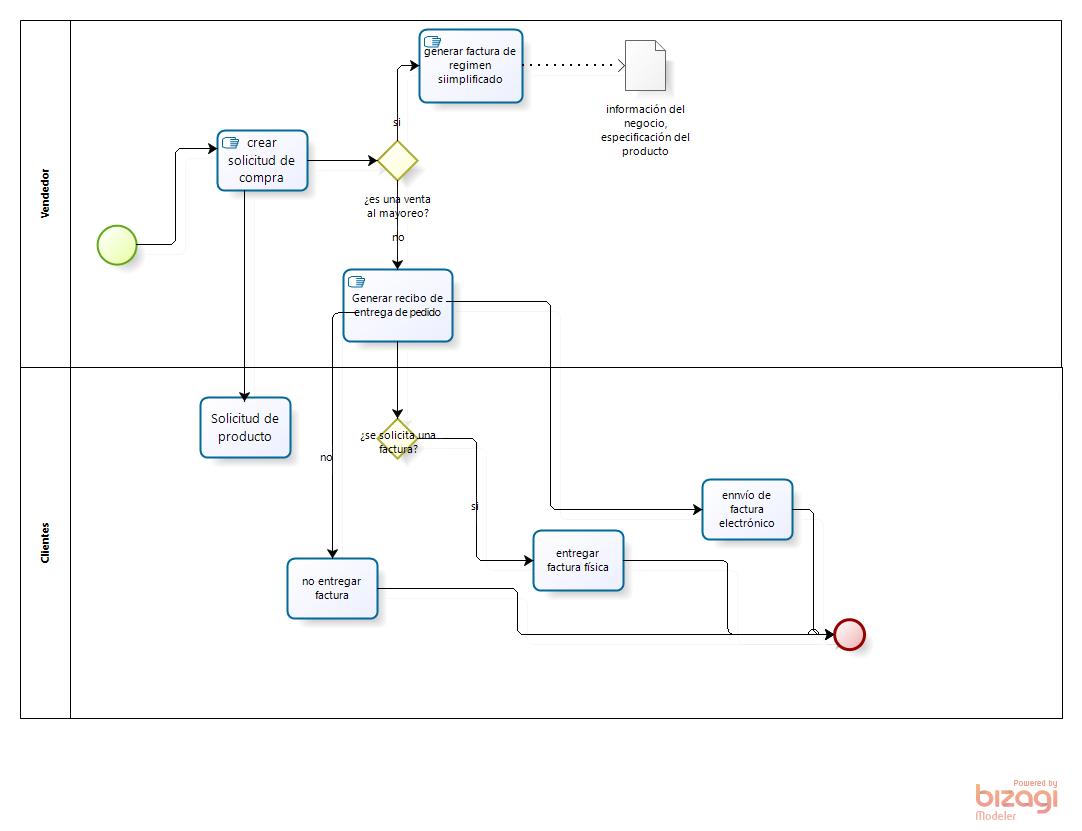 Vendedor
generar factura de
regimen
siimplificado
información del
negocio,
especificación del
producto
si
crear
solicitud de
compra
¿es una venta
al mayoreo?
no
Generar recibo de
entrega de pedido
Clientes
Solicitud de
producto
¿se solicita una
factura?
no
si
ennvío de
factura
electrónico
entregar
factura física
no entregar
factura
Powered by
bizagi
Modeler